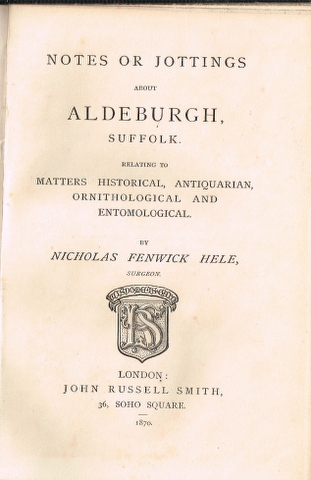 NOTES OR JOTTINGS
ABOUT
ALDEBURGH,
SUFFOLK.
RELATING TO
MATTERS HISTORICAL, ANTIQUARIAN,
ORNITHOLOGICAL AND
ENTOMOLOGICAL.
BY
NICHOLAS FENWICK HELE,
SURGEON.
LONDON:
JOHN RUSSELL SMITH,
36, SOHO SQUARE.
1870.